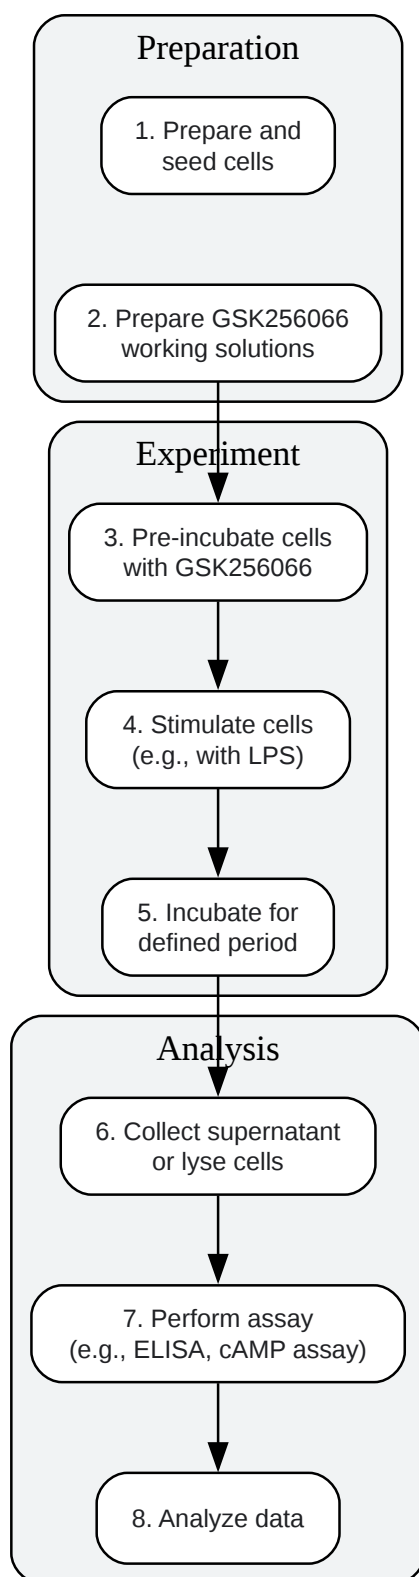 Preparation
1. Prepare and
seed cells
2. Prepare GSK256066
working solutions
Experiment
3. Pre-incubate cells
with GSK256066
4. Stimulate cells
(e.g., with LPS)
5. Incubate for
defined period
Analysis
6. Collect supernatant
or lyse cells
7. Perform assay
(e.g., ELISA, cAMP assay)
8. Analyze data